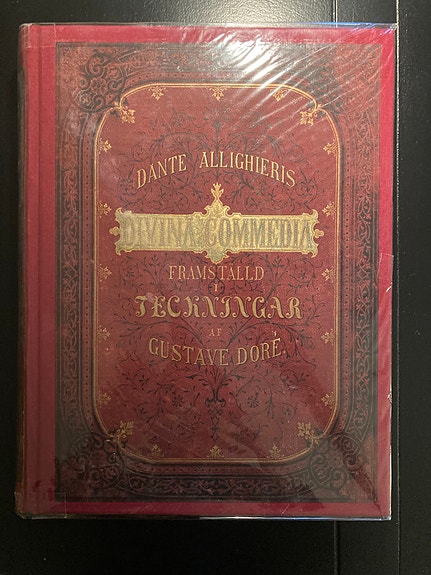 DANTE ALLIGHIERIS
DIVINA COMMEDIA
FRAMSTÄLLD
I
TECKNINGAR
AF
GUSTAVE DORÉ.